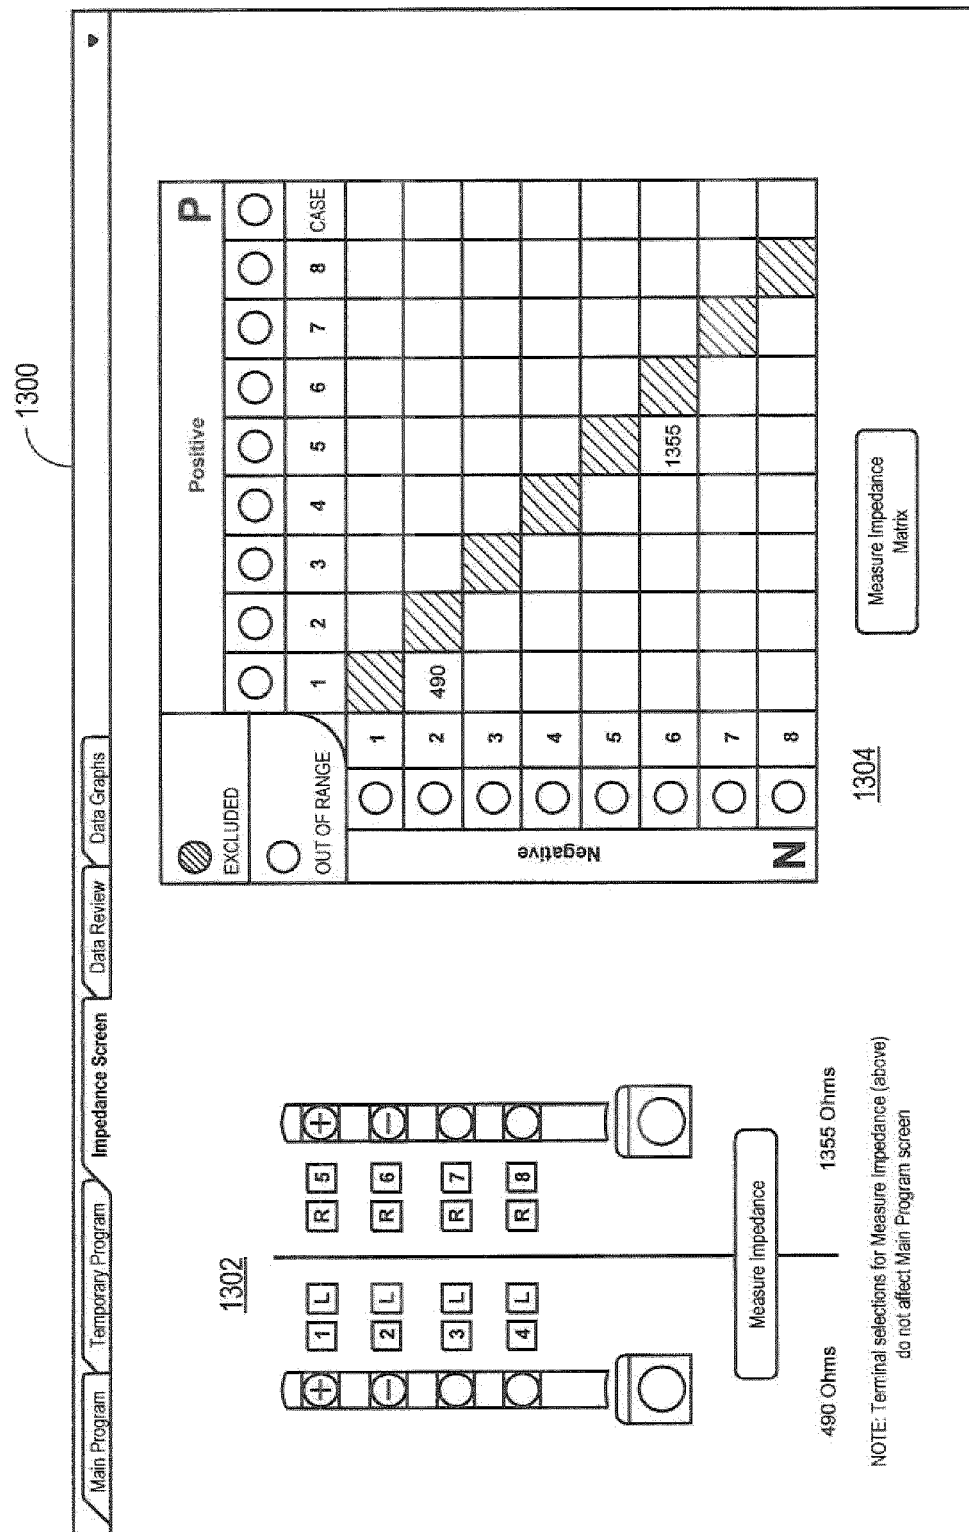 1300
Main Program
Temporary Program
Impedance Screen
Data Review
Data Graphs
1302
1 L
R 5
2 L
R 6
3 L
R 7
4 L
R 8
Measure Impedance
490 Ohms
1355 Ohms
NOTE: Terminal selections for Measure Impedance (above)
do not affect Main Program screen
EXCLUDED
OUT OF RANGE
Positive
P
1 2 3 4 5 6 7 8 CASE
Negative
N
1
2 490
3
4
5
6 1355
7
8
1304
Measure Impedance
Matrix